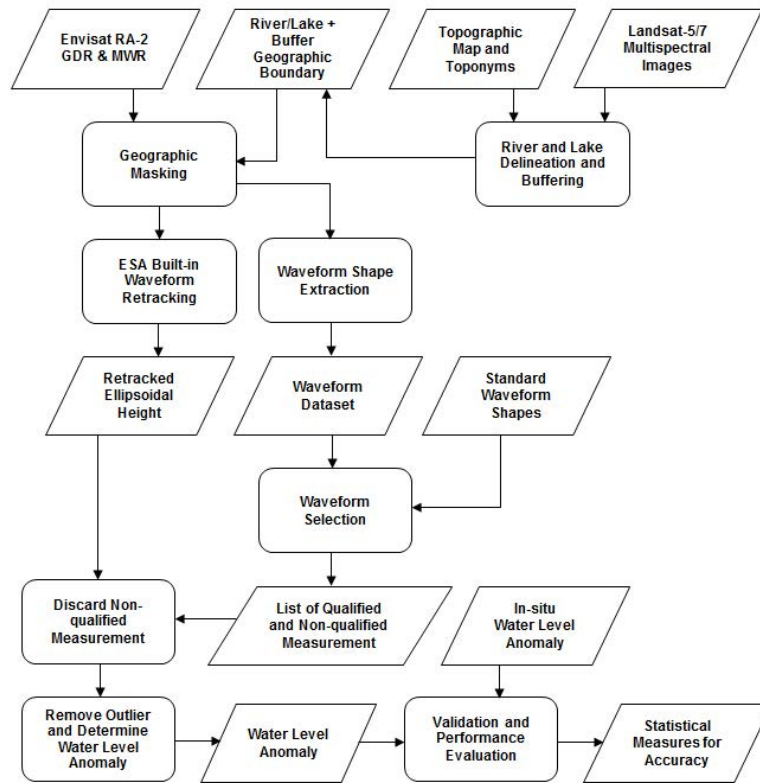 Envisat RA-2
GDR & MWR
River/Lake +
Buffer
Geographic
Boundary
Topographic
Map and
Toponyms
Landsat-5/7
Multispectral
Images
Geographic
Masking
River and Lake
Delineation and
Buffering
ESA Built-in
Waveform
Retracking
Waveform Shape
Extraction
Retracked
Ellipsoidal
Height
Waveform
Dataset
Standard
Waveform
Shapes
Waveform
Selection
Discard Non-
qualified
Measurement
List of Qualified
and Non-qualified
Measurement
In-situ
Water Level
Anomaly
Remove Outlier
and Determine
Water Level
Anomaly
Water Level
Anomaly
Validation and
Performance
Evaluation
Statistical
Measures for
Accuracy